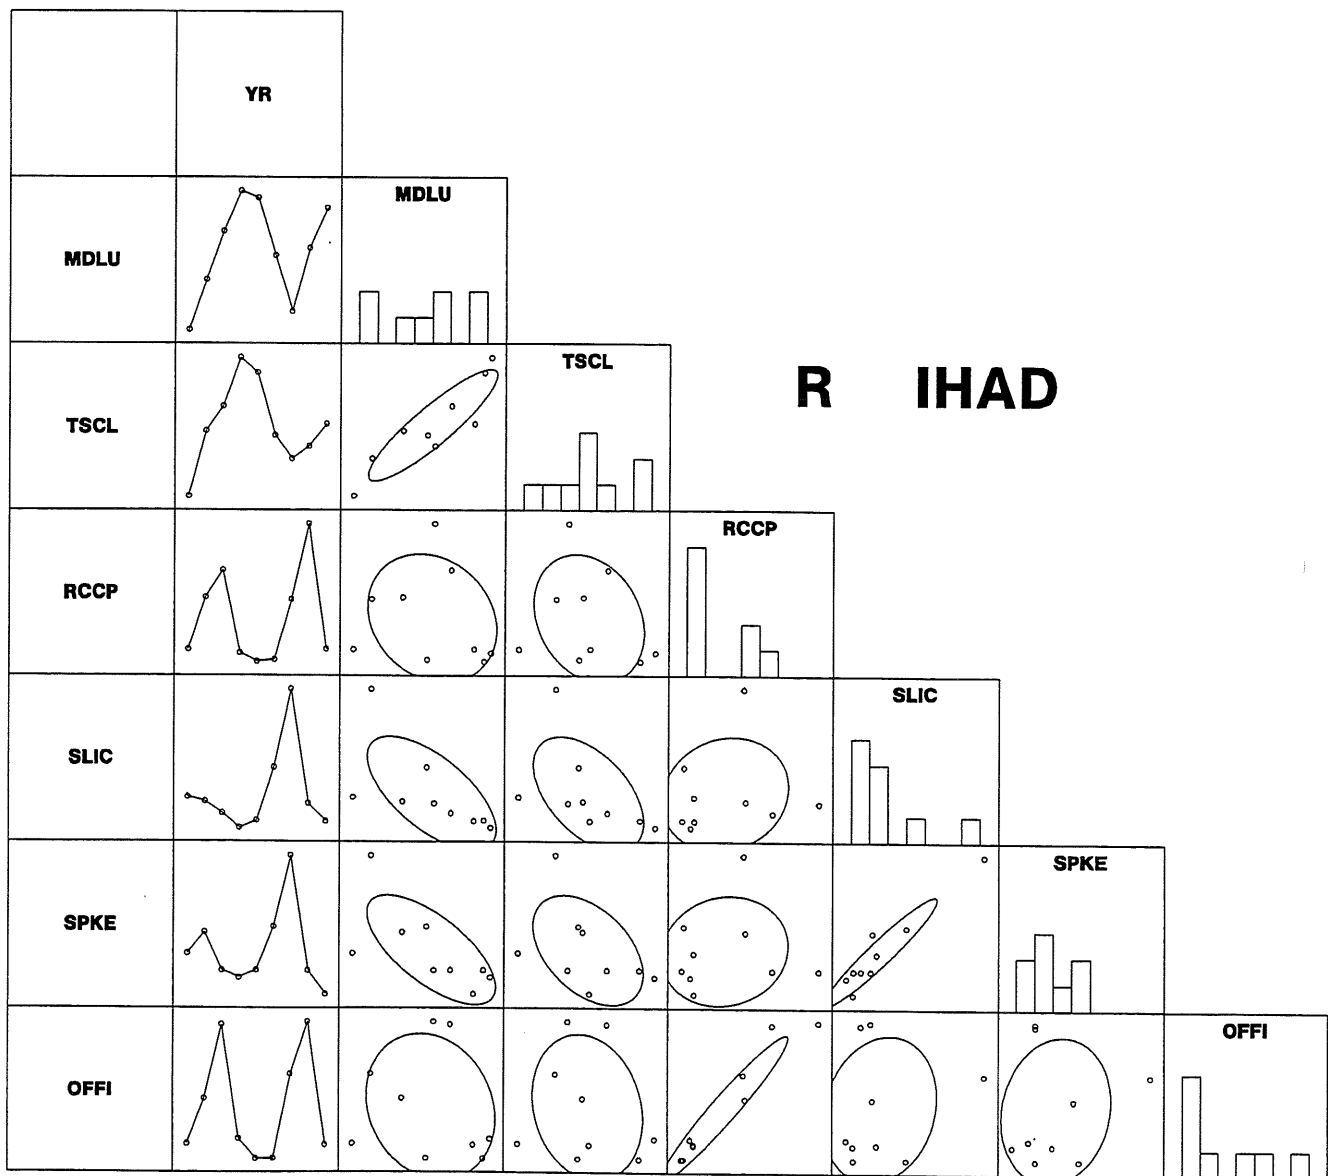 YR
MDLU
MDLU
TSCL
R IHAD
TSCL
RCCP
RCCP
SLIC
SLIC
SPKE
SPKE
OFFI
OFFI